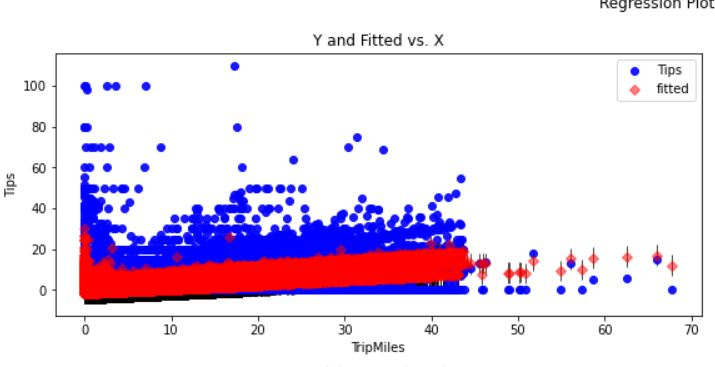 Regression Plot
Y and Fitted vs. X
Tips
fitted
100
80
60
40
20
0
Tips
0 10 20 30 40 50 60 70
TripMiles